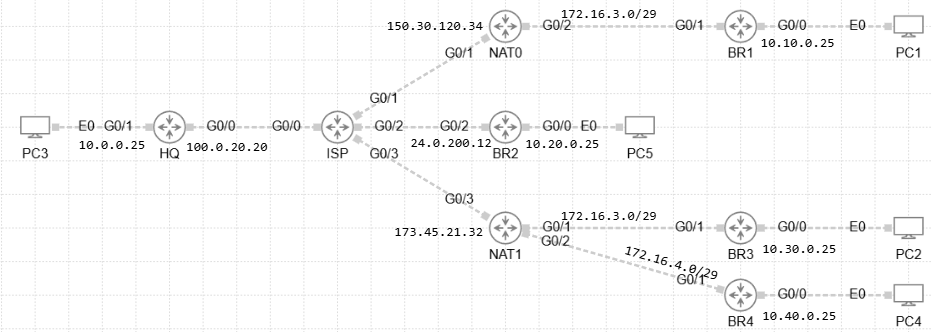 172.16.3.0/29
150.30.120.34 G0/2 G0/1 G0/0 E0
10.10.0.25
G0/1 NAT0 BR1 PC1
G0/1
E0 G0/1 G0/0 G0/0 G0/2 G0/2 G0/0 E0
10.0.0.25 100.0.20.20 24.0.200.12 10.20.0.25
PC3 HQ ISP G0/3 BR2 PC5
G0/3
172.16.3.0/29
173.45.21.32 G0/1 G0/1 G0/0 E0
G0/2
NAT1 172.16.4.0/29 BR3 10.30.0.25 PC2
G0/1 G0/0 E0
10.40.0.25
BR4 PC4